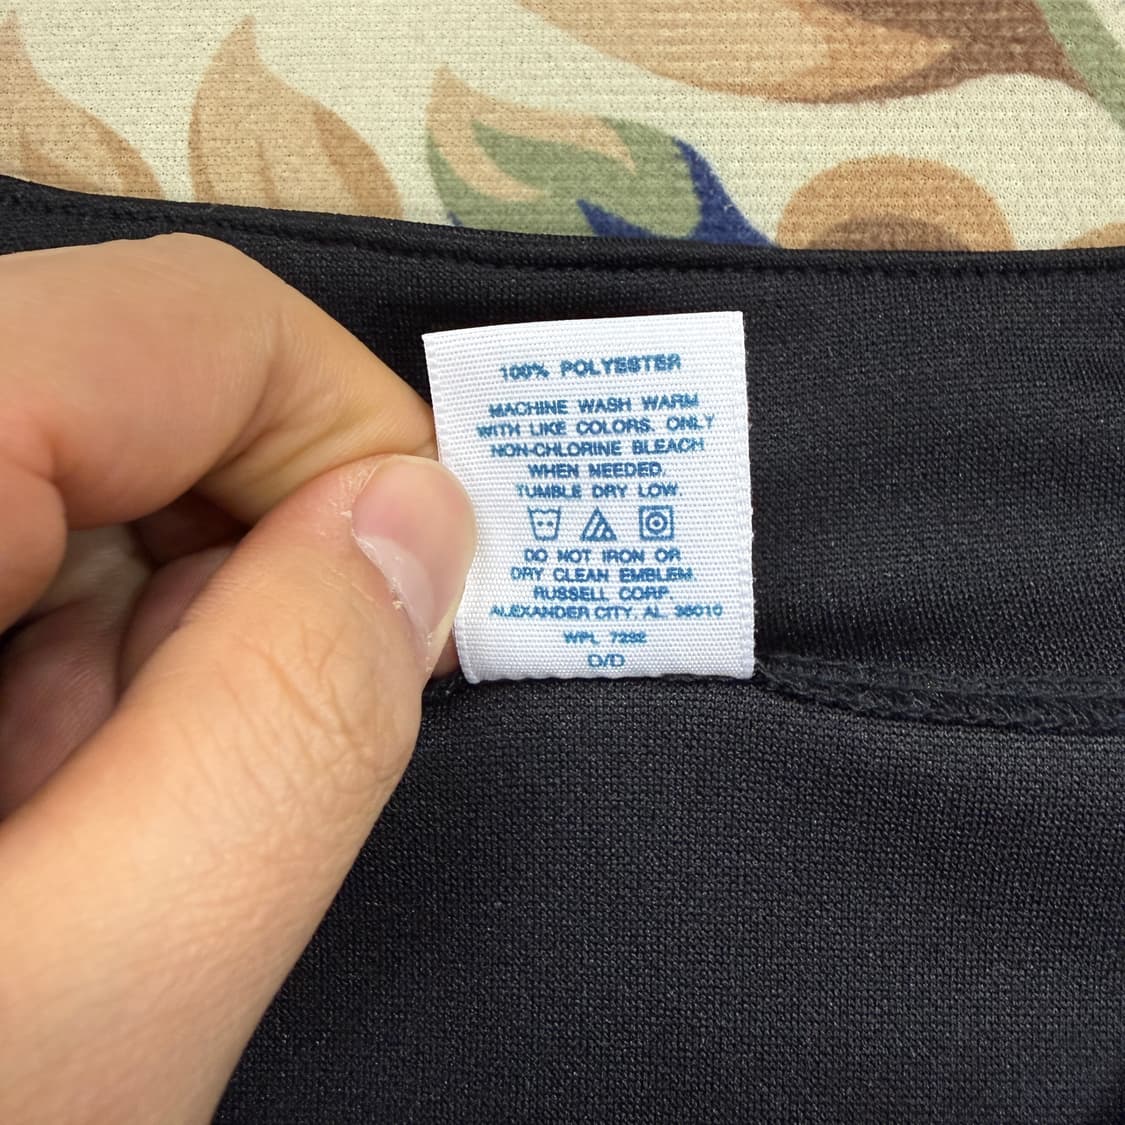 100% POLYESTER
MACHINE WASH WARM
WITH LIKE COLORS. ONLY
NON-CHLORINE BLEACH
WHEN NEEDED.
TUMBLE DRY LOW.
DO NOT IRON OR
DRY CLEAN EMBLEM.
RUSSELL CORP.
ALEXANDER CITY, AL 35010
WPL 7292
O/D